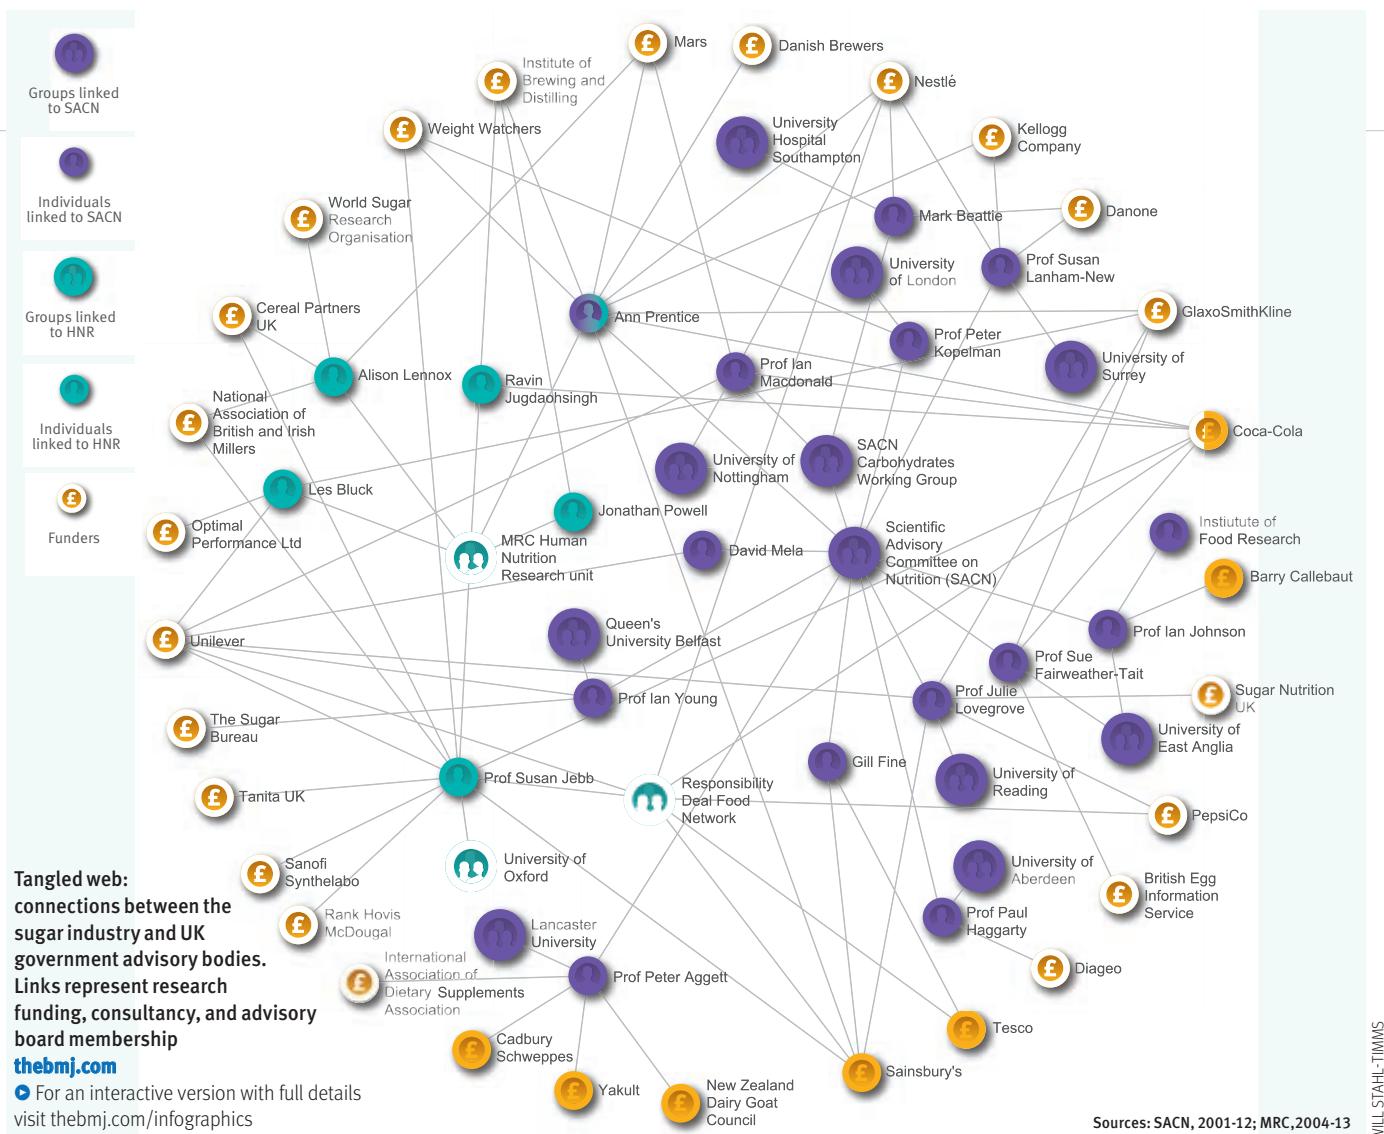 Groups linked
to SACN
Individuals
linked to SACN
Groups linked
to HNR
Individuals
linked to HNR
Funders
Mars
Danish Brewers
Institute of
Brewing and
Distilling
Nestlé
Weight Watchers
University
Hospital
Southampton
Kellogg
Company
World Sugar
Research
Organisation
Mark Beattie
Danone
University
of London
Prof Susan
Lanham-New
Cereal Partners
UK
Ann Prentice
GlaxoSmithKline
Prof Peter
Kopelman
Alison Lennox
Ravin
Jugdaohsingh
Prof Ian
Macdonald
University of
Surrey
National
Association of
British and Irish
Millers
Coca-Cola
University of
Nottingham
SACN
Carbohydrates
Working Group
Les Bluck
Jonathan Powell
Optimal
Performance Ltd
MRC Human
Nutrition
Research unit
David Mela
Scientific
Advisory
Committee on
Nutrition (SACN)
Instiutute of
Food Research
Barry Callebaut
Unilever
Queen's
University Belfast
Prof Ian Johnson
Prof Sue
Fairweather-Tait
Prof Ian Young
Prof Julie
Lovegrove
Sugar Nutrition
UK
The Sugar
Bureau
University of
East Anglia
Prof Susan Jebb
Responsibility
Deal Food
Network
Gill Fine
University of
Reading
Tanita UK
PepsiCo
Sanofi
Synthelabo
University of
Oxford
University of
Aberdeen
British Egg
Information
Service
Rank Hovis
McDougal
Lancaster
University
Prof Paul
Haggarty
International
Association of
Dietary Supplements
Association
Prof Peter Aggett
Diageo
Cadbury
Schweppes
Yakult
New Zealand
Dairy Goat
Council
Sainsbury's
Tesco
Tangled web:
connections between the
sugar industry and UK
government advisory bodies.
Links represent research
funding, consultancy, and advisory
board membership
thebmj.com
For an interactive version with full details
visit thebmj.com/infographics
Sources: SACN, 2001-12; MRC,2004-13
WILL STAHL-TIMMS